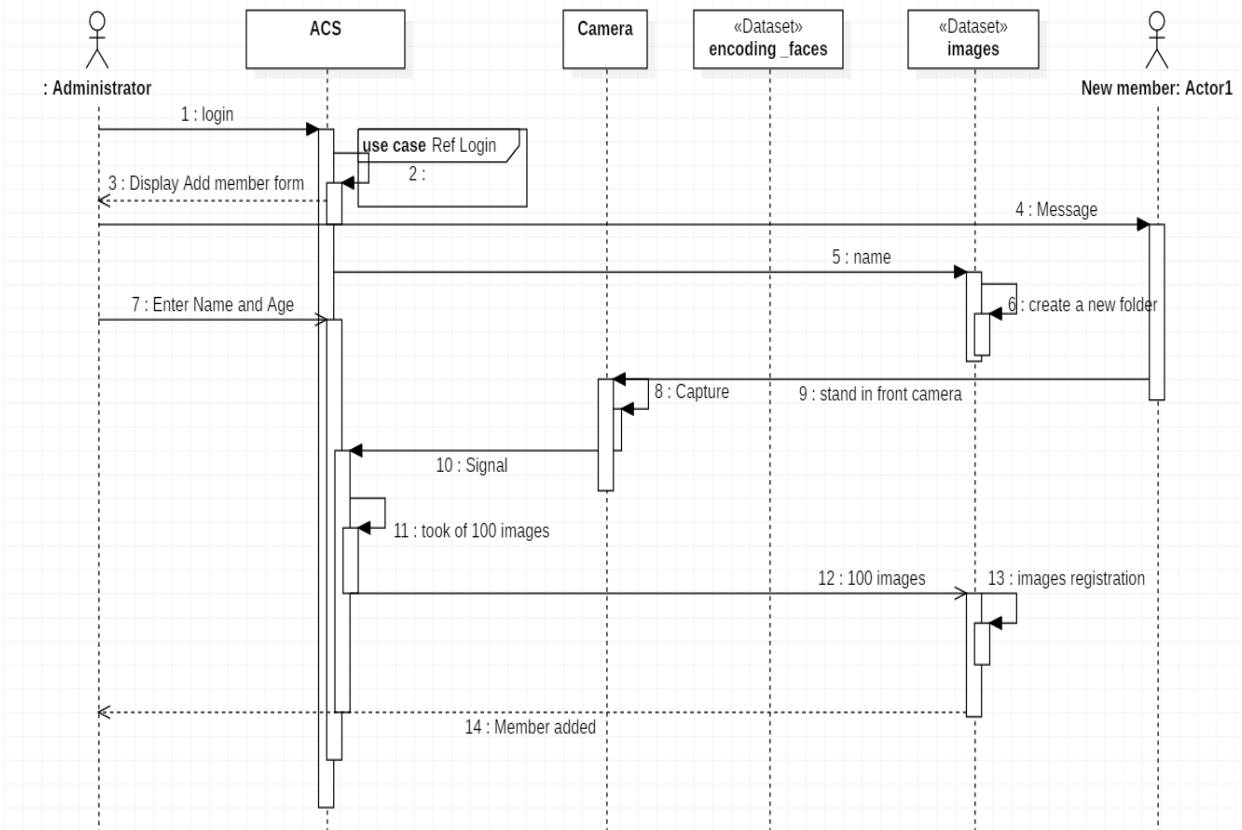 ACS
Camera
«Dataset»
encoding _faces
«Dataset»
images
: Administrator
New member: Actor1
1 : login
use case Ref Login
2 :
3 : Display Add member form
4 : Message
5 : name
6 : create a new folder
7 : Enter Name and Age
8 : Capture
9 : stand in front camera
10 : Signal
11 : took of 100 images
12 : 100 images
13 : images registration
14 : Member added